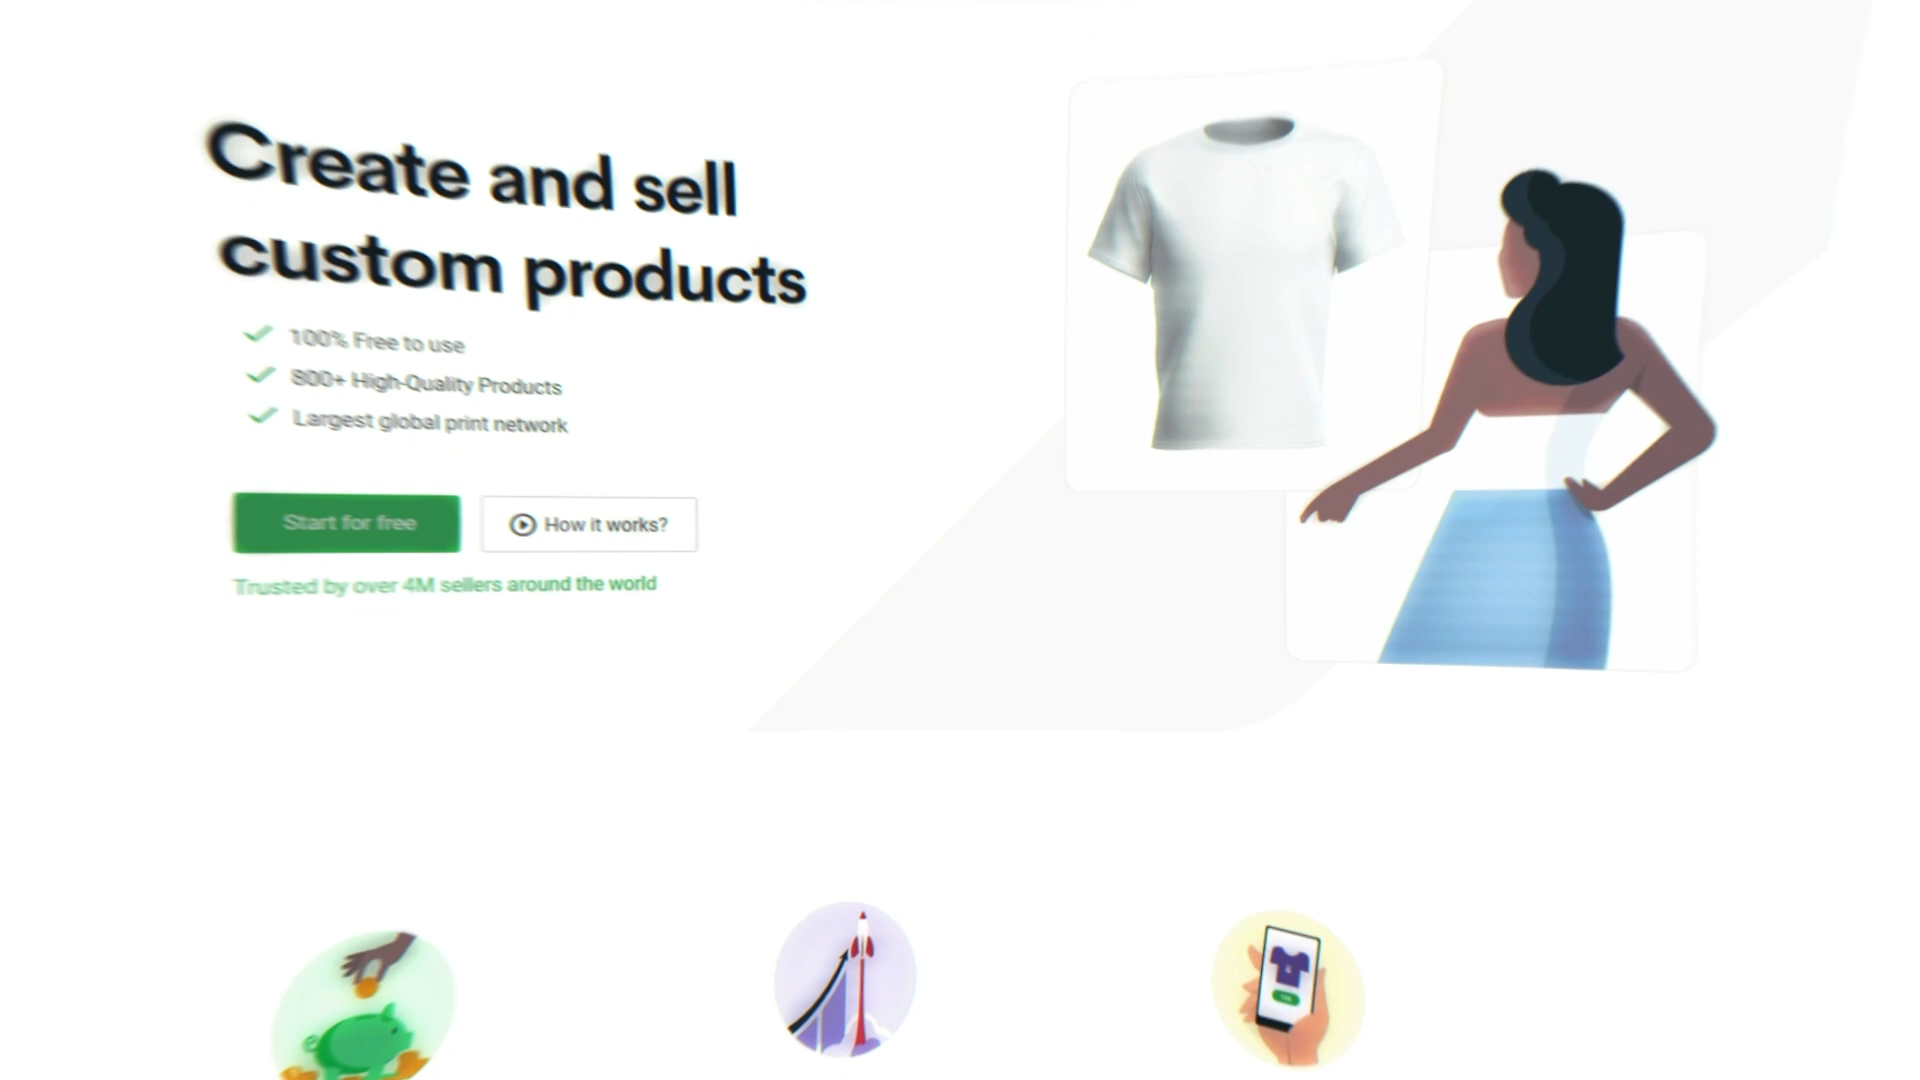 Create and sell
custom products
100% Free to use
800+ High-Quality Products
Largest global print network
Start for free
How it works?
Trusted by over 4M sellers around the world